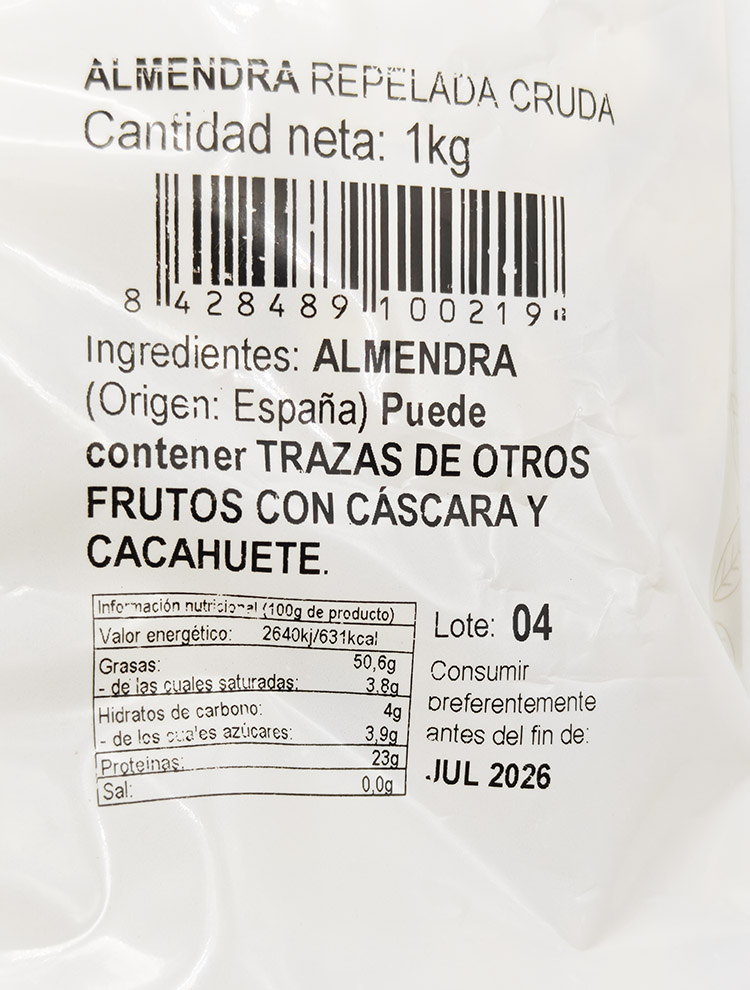 ALMENDRA REPELADA CRUDA
Cantidad neta: 1kg
8 428489 100219
Ingredientes: ALMENDRA
(Origen: España) Puede
contener TRAZAS DE OTROS
FRUTOS CON CÁSCARA Y
CACAHUETE.
Información nutricional (100g de producto)
Valor energético: 2640kj/631kcal
Grasas: 50,6g
- de las cuales saturadas: 3.8g
Hidratos de carbono: 4g
- de los cuales azúcares: 3,9g
Proteinas: 23g
Sal: 0,0g
Lote: 04
Consumir
preferentemente
antes del fin de:
JUL 2026